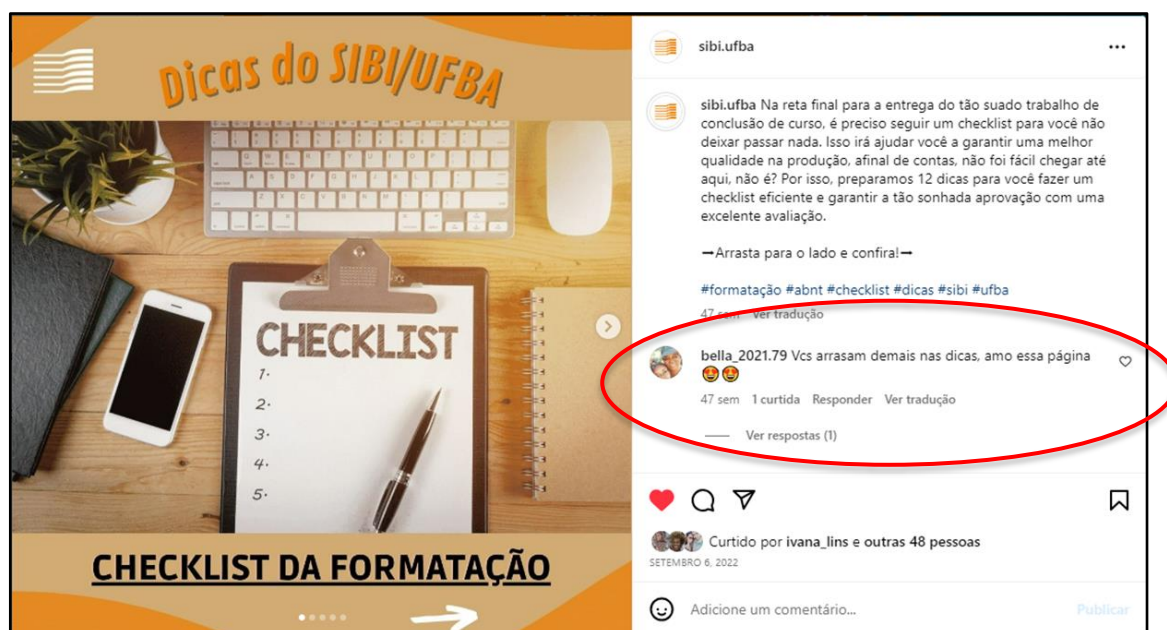 Dicas do SIBI/UFBA
CHECKLIST
1.
2.
3.
4.
5.
CHECKLIST DA FORMATAÇÃO
sibi.ufba
sibi.ufba Na reta final para a entrega do tão suado trabalho de
conclusão de curso, é preciso seguir um checklist para você não
deixar passar nada. Isso irá ajudar você a garantir uma melhor
qualidade na produção, afinal de contas, não foi fácil chegar até
aqui, não é? Por isso, preparamos 12 dicas para você fazer um
checklist eficiente e garantir a tão sonhada aprovação com uma
excelente avaliação.
→Arrasta para o lado e confira!→
#formatação #abnt #checklist #dicas #sibi #ufba
47 sem Ver tradução
bella_2021.79 Vcs arrasam demais nas dicas, amo essa página
😍😍
47 sem 1 curtida Responder Ver tradução
Ver respostas (1)
Curtido por ivana_lins e outras 48 pessoas
SETEMBRO 6, 2022
Adicione um comentário...
Publicar